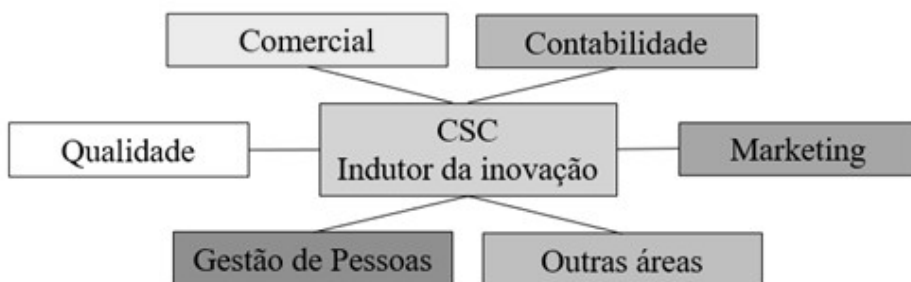 Comercial
Contabilidade
Qualidade
CSC
Indutor da inovação
Marketing
Gestão de Pessoas
Outras áreas